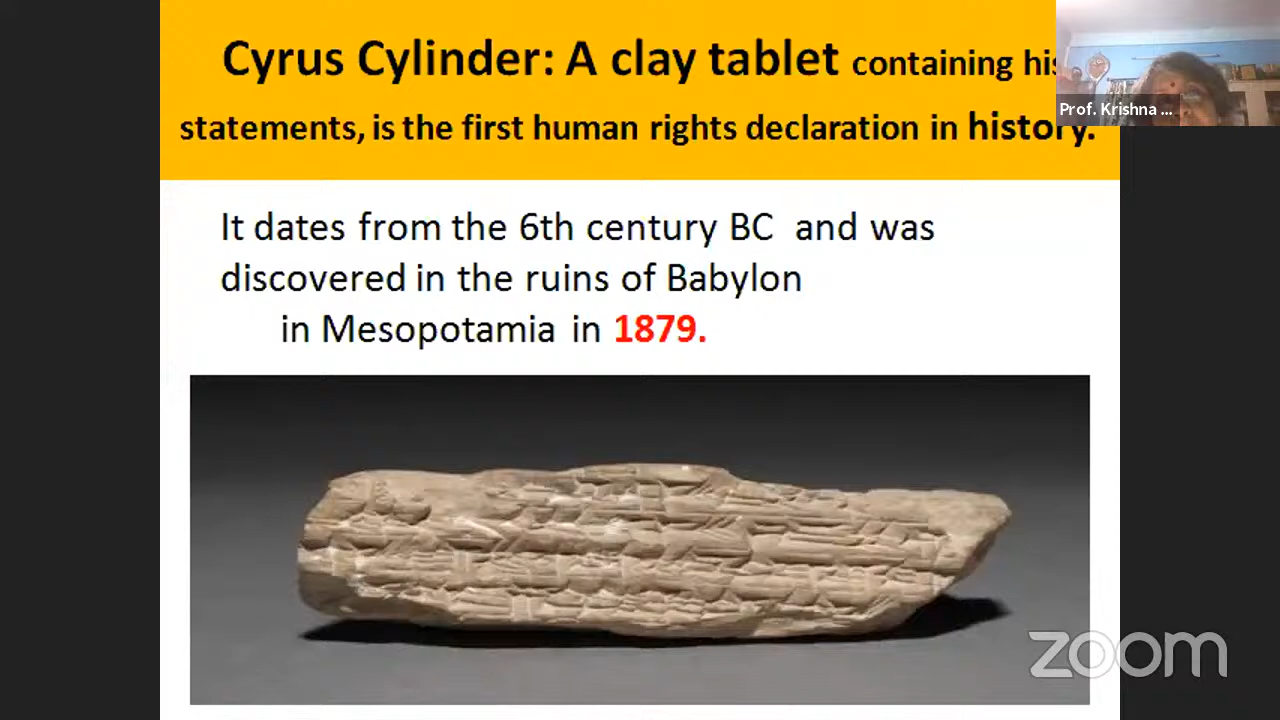 Cyrus Cylinder: A clay tablet containing his
statements, is the first human rights declaration in history.
Prof. Krishna ...
It dates from the 6th century BC and was
discovered in the ruins of Babylon
in Mesopotamia in 1879.
zoom